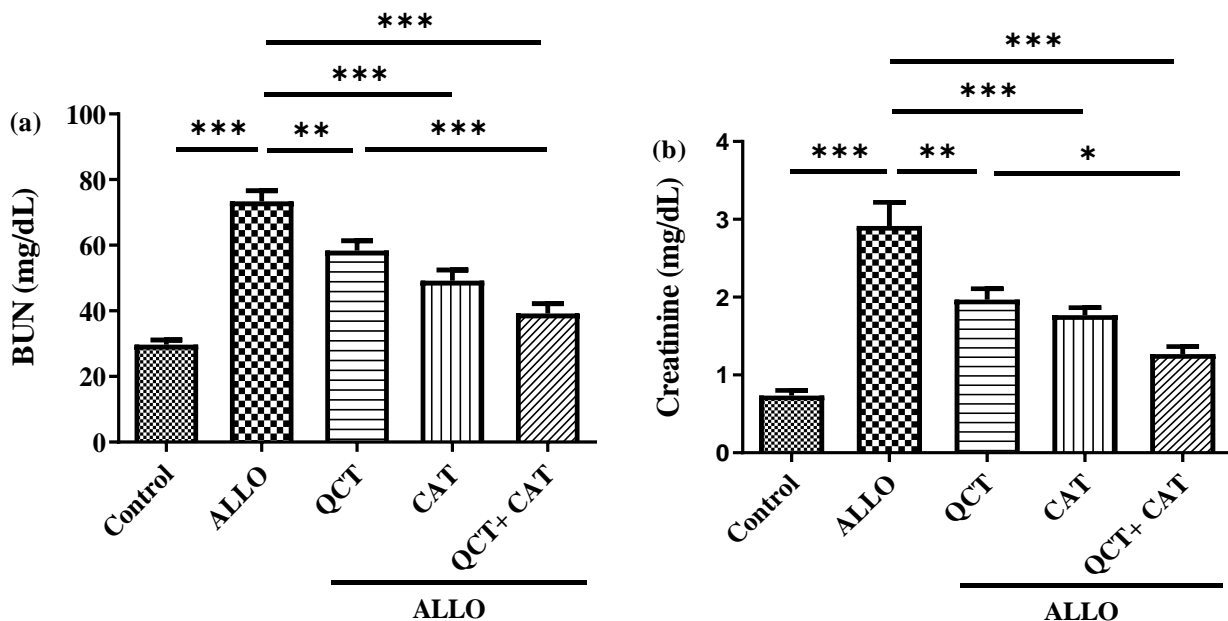 (a)
BUN (mg/dL)
100
80
60
40
20
0
***
***
***
**
***
Control
ALLO
QCT
CAT
QCT+ CAT
ALLO
(b)
Creatinine (mg/dL)
4
3
2
1
0
***
***
***
**
*
Control
ALLO
QCT
CAT
QCT+ CAT
ALLO